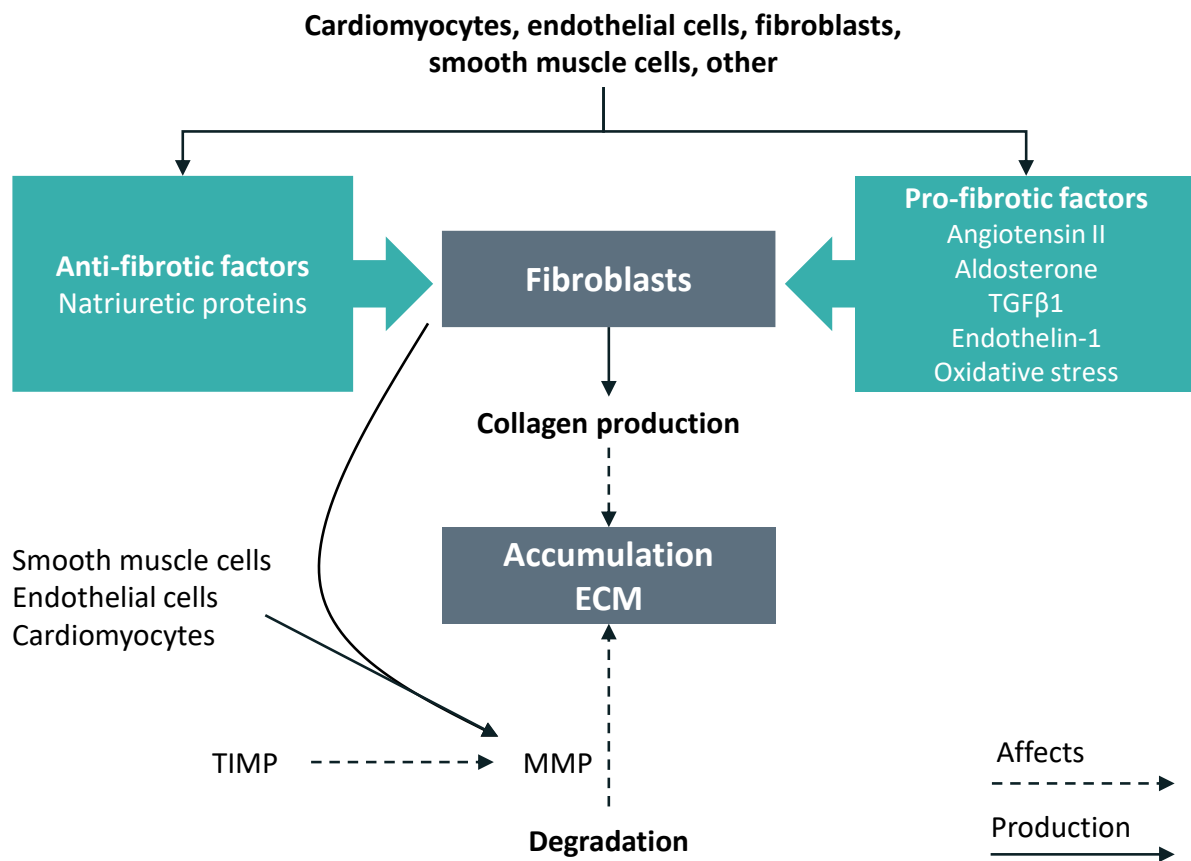 Cardiomyocytes, endothelial cells, fibroblasts,
smooth muscle cells, other
Anti-fibrotic factors
Natriuretic proteins
Fibroblasts
Pro-fibrotic factors
Angiotensin II
Aldosterone
TGFβ1
Endothelin-1
Oxidative stress
Collagen production
Accumulation
ECM
Smooth muscle cells
Endothelial cells
Cardiomyocytes
TIMP
MMP
Degradation
Affects
Production